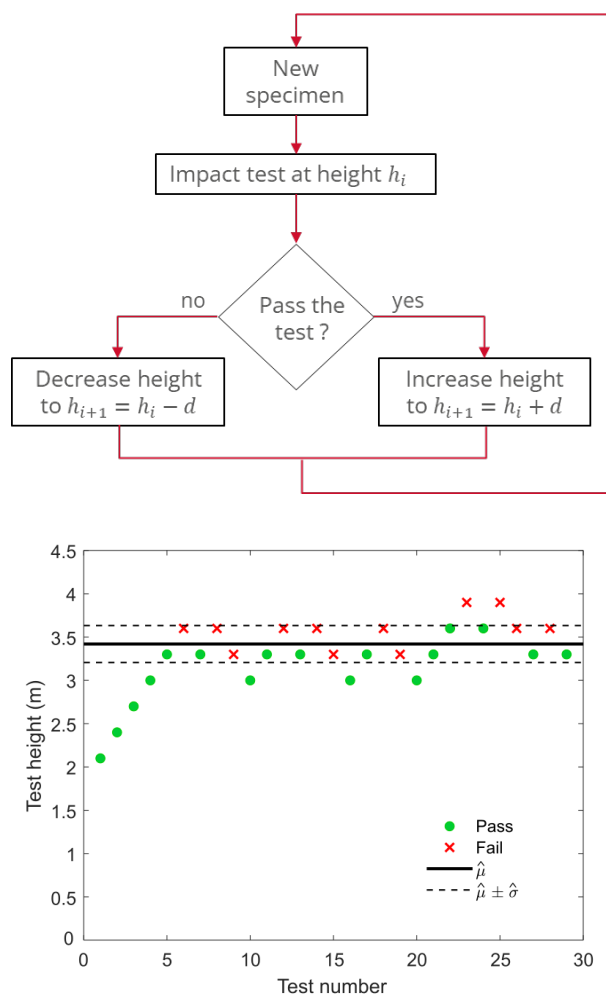 New
specimen
Impact test at height hᵢ
no
Pass the
test ?
yes
Decrease height
to hᵢ₊₁ = hᵢ − d
Increase height
to hᵢ₊₁ = hᵢ + d
4.5
4
3.5
3
2.5
2
1.5
1
0.5
0
Test height (m)
Pass
Fail
μ̂
μ̂ ± σ̂
0 5 10 15 20 25 30
Test number